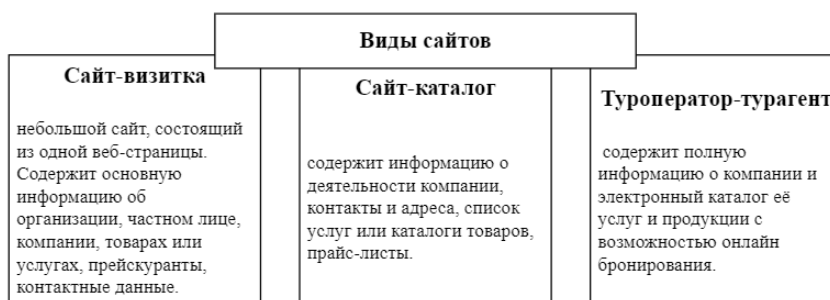 Виды сайтов
Сайт-визитка
небольшой сайт, состоящий
из одной веб-страницы.
Содержит основную
информацию об
организации, частном лице,
компании, товарах или
услугах, прейскуранты,
контактные данные.
Сайт-каталог
содержит информацию о
деятельности компании,
контакты и адреса, список
услуг или каталоги товаров,
прайс-листы.
Туроператор-турагент
содержит полную
информацию о компании и
электронный каталог её
услуг и продукции с
возможностью онлайн
бронирования.